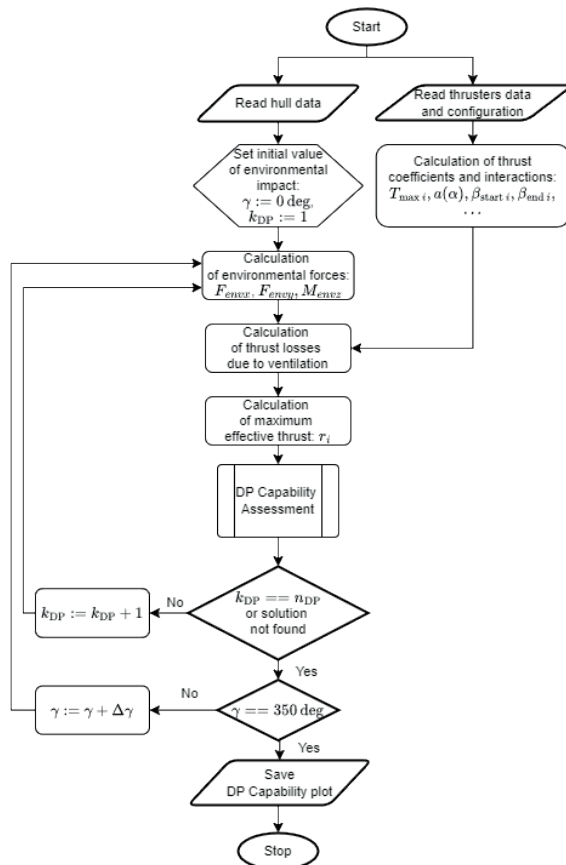 Start
Read hull data
Read thrusters data
and configuration
Set initial value
of environmental
impact:
γ := 0 deg,
k_DP := 1
Calculation of thrust
coefficients and interactions:
T_max i, a(α), β_start i, β_end i,
...
Calculation
of environmental forces:
F_envx, F_envy, M_envz
Calculation
of thrust losses
due to ventilation
Calculation
of maximum
effective thrust: r_i
DP Capability
Assessment
k_DP == n_DP
or solution
not found
No
k_DP := k_DP + 1
Yes
γ == 350 deg
No
γ := γ + Δγ
Yes
Save
DP Capability plot
Stop